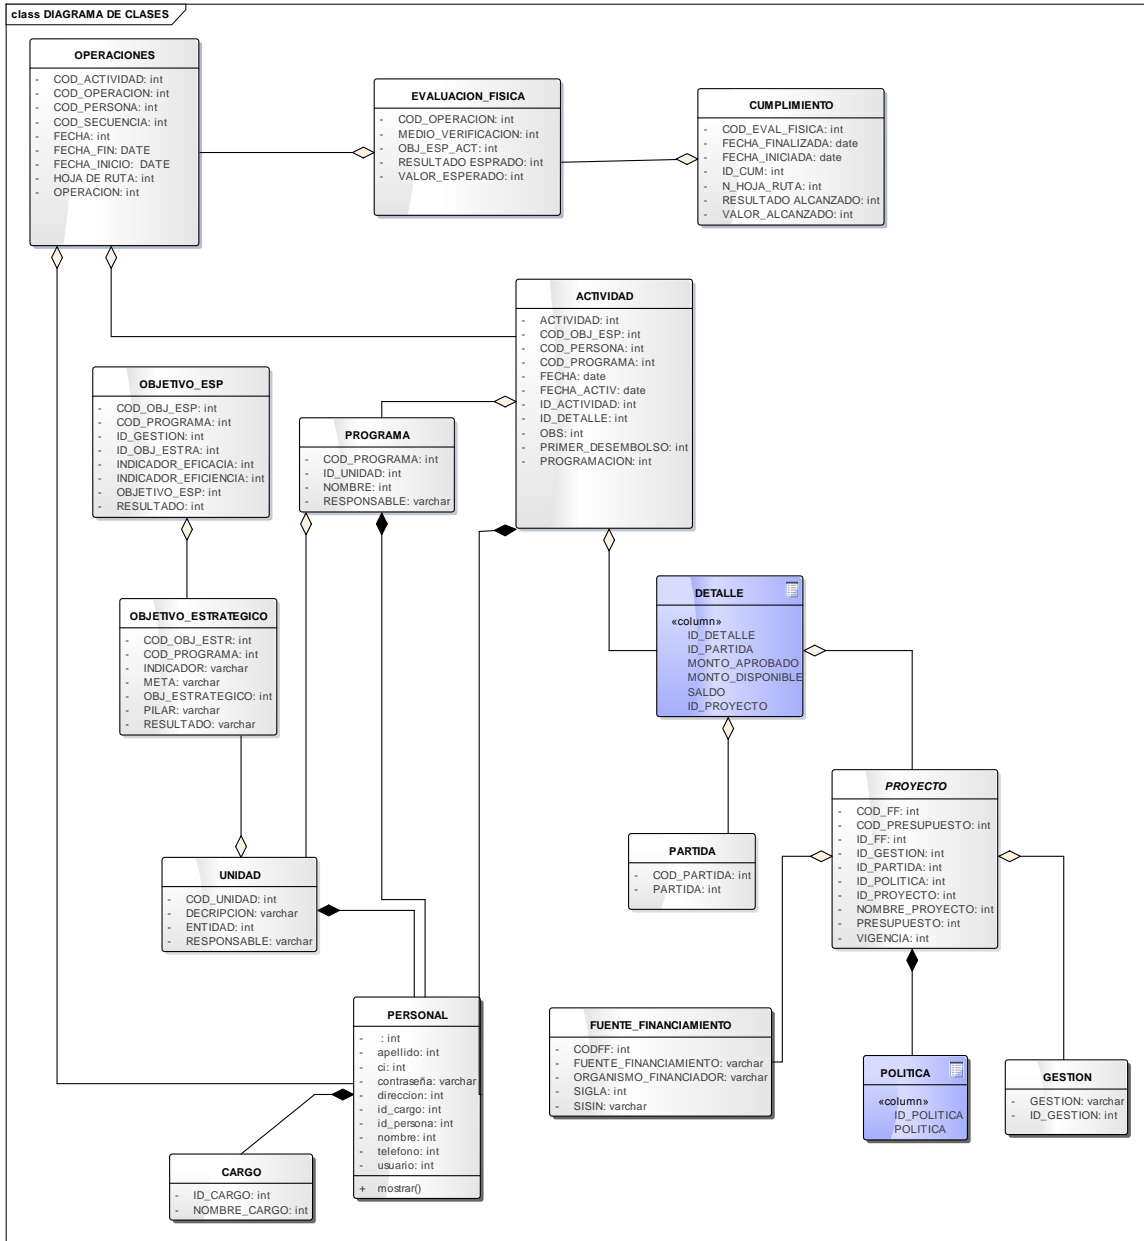 class DIAGRAMA DE CLASES
OPERACIONES
- COD_ACTIVIDAD: int
- COD_OPERACION: int
- COD_PERSONA: int
- COD_SECUENCIA: int
- FECHA: int
- FECHA_FIN: DATE
- FECHA_INICIO: DATE
- HOJA DE RUTA: int
- OPERACION: int
EVALUACION_FISICA
- COD_OPERACION: int
- MEDIO_VERIFICACION: int
- OBJ_ESP_ACT: int
- RESULTADO ESPRADO: int
- VALOR_ESPERADO: int
CUMPLIMIENTO
- COD_EVAL_FISICA: int
- FECHA_FINALIZADA: date
- FECHA_INICIADA: date
- ID_CUM: int
- N_HOJA_RUTA: int
- RESULTADO ALCANZADO: int
- VALOR_ALCANZADO: int
ACTIVIDAD
- ACTIVIDAD: int
- COD_OBJ_ESP: int
- COD_PERSONA: int
- COD_PROGRAMA: int
- FECHA: date
- FECHA_ACTIV: date
- ID_ACTIVIDAD: int
- ID_DETALLE: int
- OBS: int
- PRIMER_DESEMBOLSO: int
- PROGRAMACION: int
OBJETIVO_ESP
- COD_OBJ_ESP: int
- COD_PROGRAMA: int
- ID_GESTION: int
- ID_OBJ_ESTRA: int
- INDICADOR_EFICACIA: int
- INDICADOR_EFICIENCIA: int
- OBJETIVO_ESP: int
- RESULTADO: int
PROGRAMA
- COD_PROGRAMA: int
- ID_UNIDAD: int
- NOMBRE: int
- RESPONSABLE: varchar
DETALLE
«column»
ID_DETALLE
ID_PARTIDA
MONTO_APROBADO
MONTO_DISPONIBLE
SALDO
ID_PROYECTO
OBJETIVO_ESTRATEGICO
- COD_OBJ_ESTR: int
- COD_PROGRAMA: int
- INDICADOR: varchar
- META: varchar
- OBJ_ESTRATEGICO: int
- PILAR: varchar
- RESULTADO: varchar
PROYECTO
- COD_FF: int
- COD_PRESUPUESTO: int
- ID_FF: int
- ID_GESTION: int
- ID_PARTIDA: int
- ID_POLITICA: int
- ID_PROYECTO: int
- NOMBRE_PROYECTO: int
- PRESUPUESTO: int
- VIGENCIA: int
PARTIDA
- COD_PARTIDA: int
- PARTIDA: int
UNIDAD
- COD_UNIDAD: int
- DECRIPCION: varchar
- ENTIDAD: int
- RESPONSABLE: varchar
PERSONAL
- : int
- apellido: int
- ci: int
- contraseña: varchar
- direccion: int
- id_cargo: int
- id_persona: int
- nombre: int
- telefono: int
- usuario: int
+ mostrar()
FUENTE_FINANCIAMIENTO
- CODFF: int
- FUENTE_FINANCIAMIENTO: varchar
- ORGANISMO_FINANCIADOR: varchar
- SIGLA: int
- SISIN: varchar
POLITICA
«column»
ID_POLITICA
POLITICA
GESTION
- GESTION: varchar
- ID_GESTION: int
CARGO
- ID_CARGO: int
- NOMBRE_CARGO: int